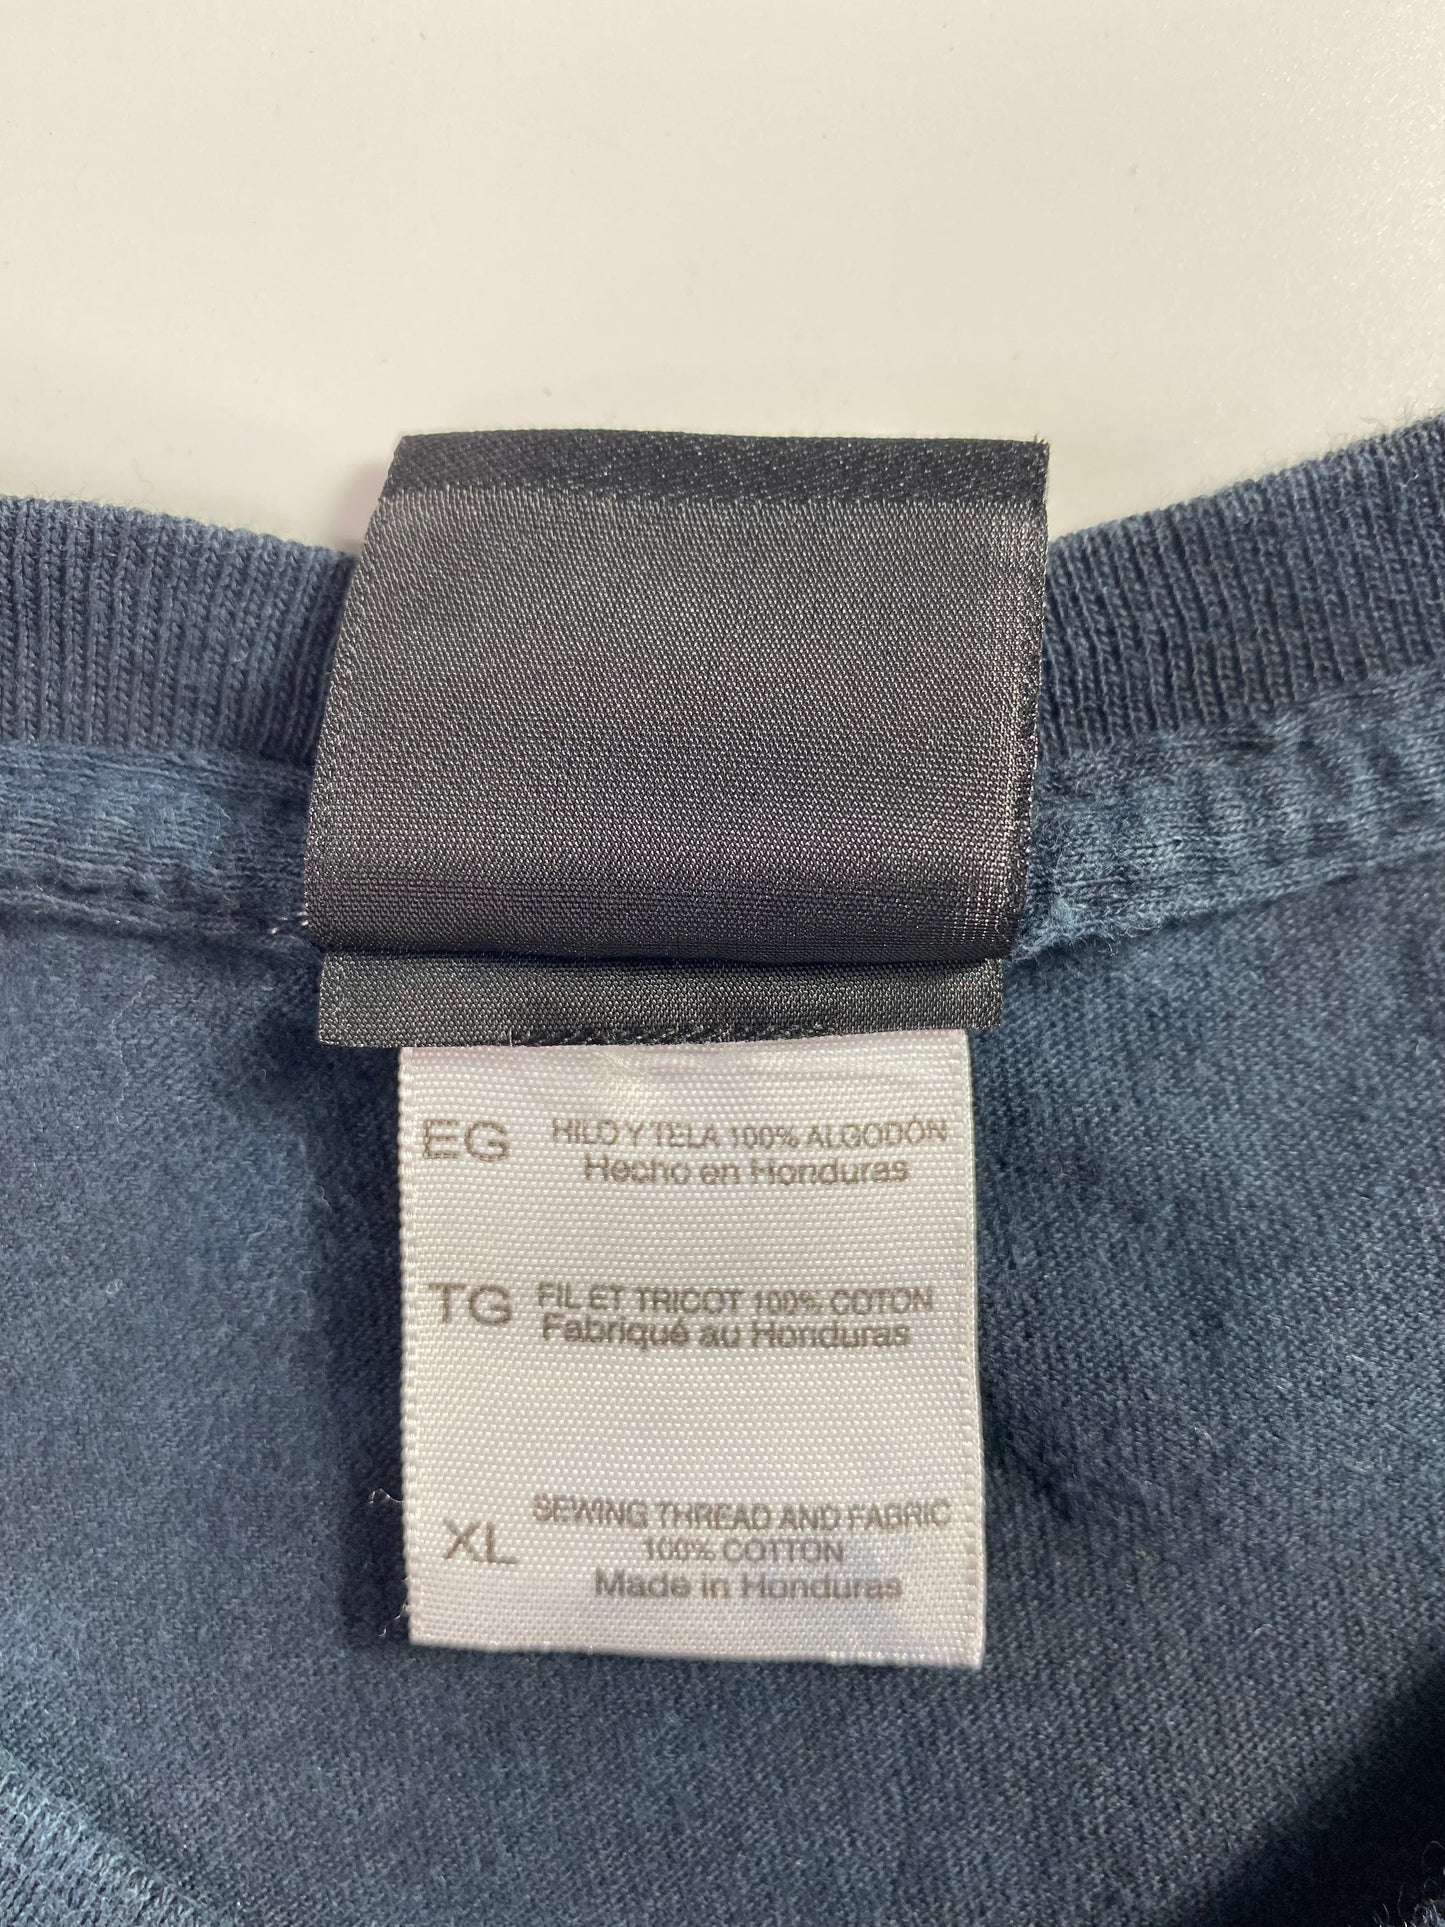 EG HILO Y TELA 100% ALGODÓN
Hecho en Honduras
TG FIL ET TRICOT 100% COTON
Fabriqué au Honduras
XL SEWING THREAD AND FABRIC
100% COTTON
Made in Honduras